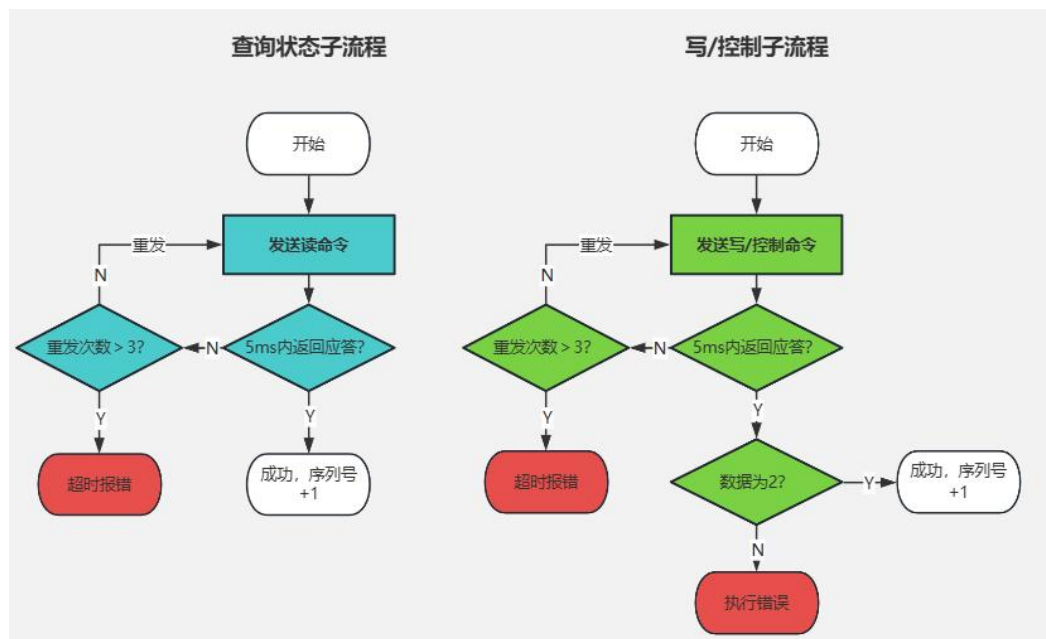 查询状态子流程
开始
发送读命令
重发
N
重发次数 > 3?
N
5ms内返回应答?
Y
Y
超时报错
成功，序列号
+1
写/控制子流程
开始
发送写/控制命令
重发
N
重发次数 > 3?
N
5ms内返回应答?
Y
Y
超时报错
数据为2?
Y
成功，序列号
+1
N
执行错误